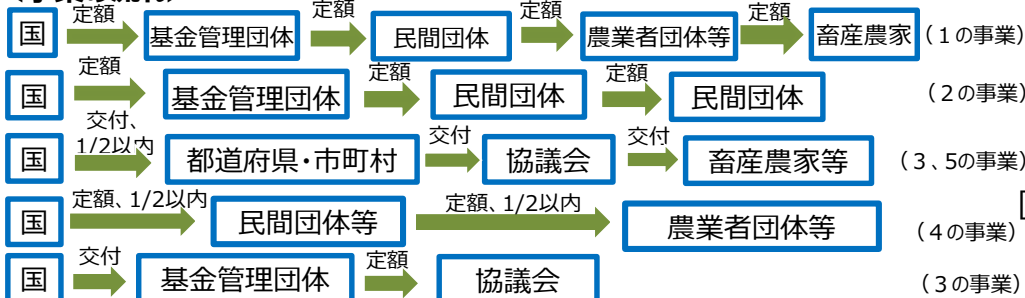 定額 定額 定額 定額
国 基金管理団体 民間団体 農業者団体等 畜産農家 (1の事業)
定額 定額 定額
国 基金管理団体 民間団体 民間団体 (2の事業)
交付、
1/2以内 交付 交付
国 都道府県・市町村 協議会 畜産農家等 (3、5の事業)
定額、1/2以内 定額、1/2以内
国 民間団体等 農業者団体等 (4の事業)
交付 定額
国 基金管理団体 協議会 (3の事業)